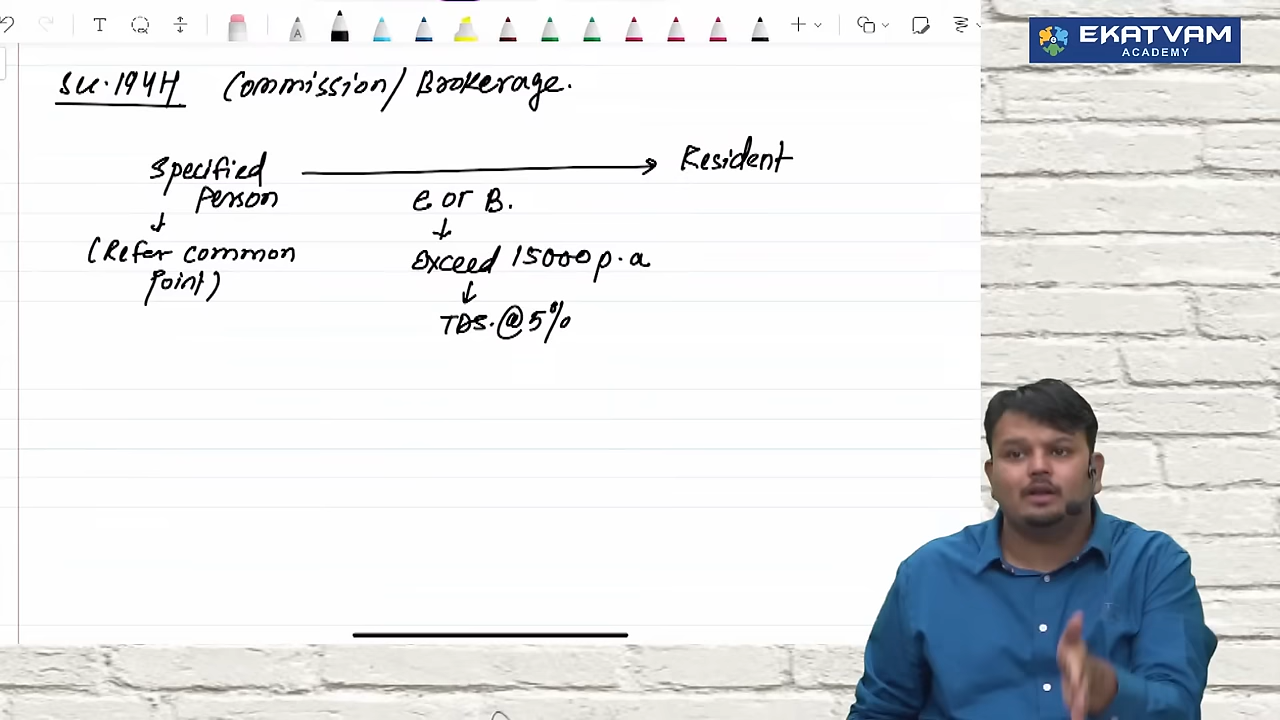 EKATVAM
ACADEMY
Sec.194H Commission/Brokerage.
Specified Person
Resident
C or B.
(Refer common Point)
Exceed 15000 p.a
TDS.@5%